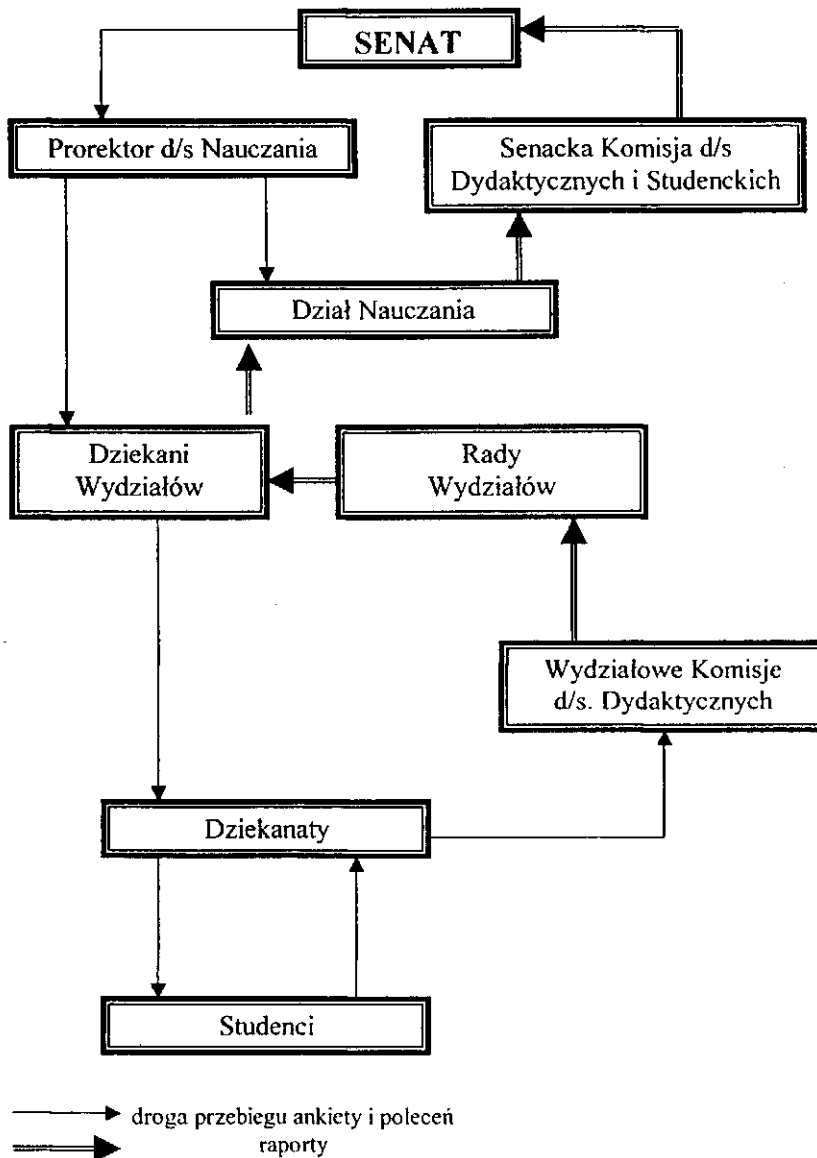 SENAT
Prorektor d/s Nauczania
Senacka Komisja d/s
Dydaktycznych i Studenckich
Dział Nauczania
Dziekani
Wydziałów
Rady
Wydziałów
Wydziałowe Komisje
d/s. Dydaktycznych
Dziekanaty
Studenci
droga przebiegu ankiety i poleceń
raporty